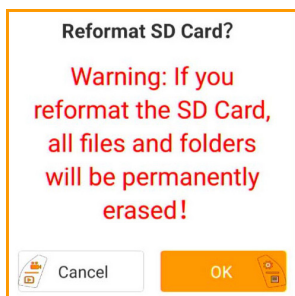 Reformat SD Card?
Warning: If you
reformat the SD Card,
all files and folders
will be permanently
erased!
Cancel
OK